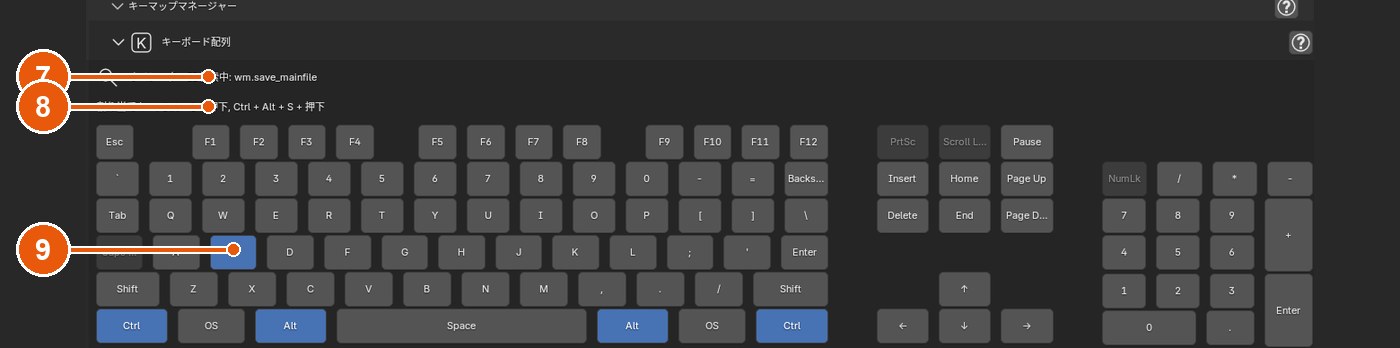 キーマップマネージャー ?
K キーボード配列 ?
7 中: wm.save_mainfile
8 下, Ctrl + Alt + S + 押下
Esc F1 F2 F3 F4 F5 F6 F7 F8 F9 F10 F11 F12 PrtSc Scroll L... Pause
` 1 2 3 4 5 6 7 8 9 0 - = Backs... Insert Home Page Up NumLk / * -
Tab Q W E R T Y U I O P [ ] \ Delete End Page D... 7 8 9 +
9 D F G H J K L ; ' Enter 4 5 6
Shift Z X C V B N M , . / Shift ↑ 1 2 3 Enter
Ctrl OS Alt Space Alt OS Ctrl ← ↓ → 0 .